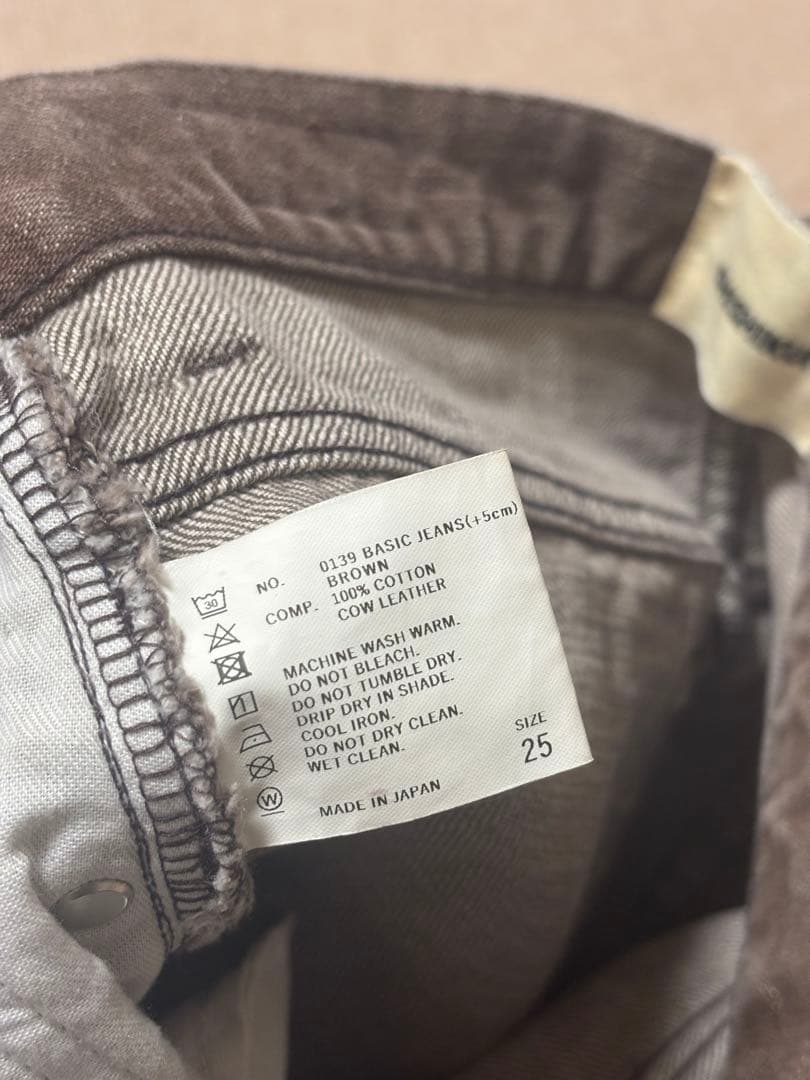 NO. 0139 BASIC JEANS(+5cm)
BROWN
COMP. 100% COTTON
COW LEATHER
30
MACHINE WASH WARM.
DO NOT BLEACH.
DO NOT TUMBLE DRY.
DRIP DRY IN SHADE.
COOL IRON.
DO NOT DRY CLEAN.
WET CLEAN.
W
MADE IN JAPAN
SIZE
25